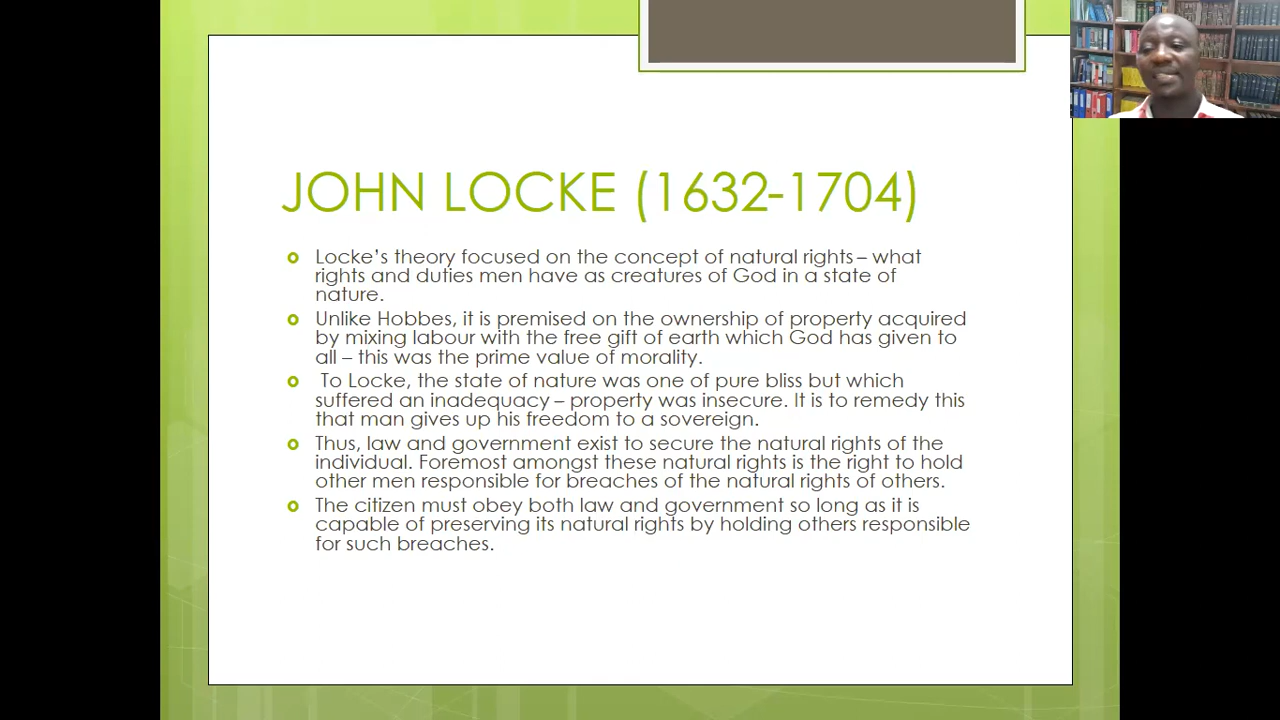 JOHN LOCKE (1632-1704)
Locke's theory focused on the concept of natural rights – what
rights and duties men have as creatures of God in a state of
nature.
Unlike Hobbes, it is premised on the ownership of property acquired
by mixing labour with the free gift of earth which God has given to
all – this was the prime value of morality.
To Locke, the state of nature was one of pure bliss but which
suffered an inadequacy – property was insecure. It is to remedy this
that man gives up his freedom to a sovereign.
Thus, law and government exist to secure the natural rights of the
individual. Foremost amongst these natural rights is the right to hold
other men responsible for breaches of the natural rights of others.
The citizen must obey both law and government so long as it is
capable of preserving its natural rights by holding others responsible
for such breaches.